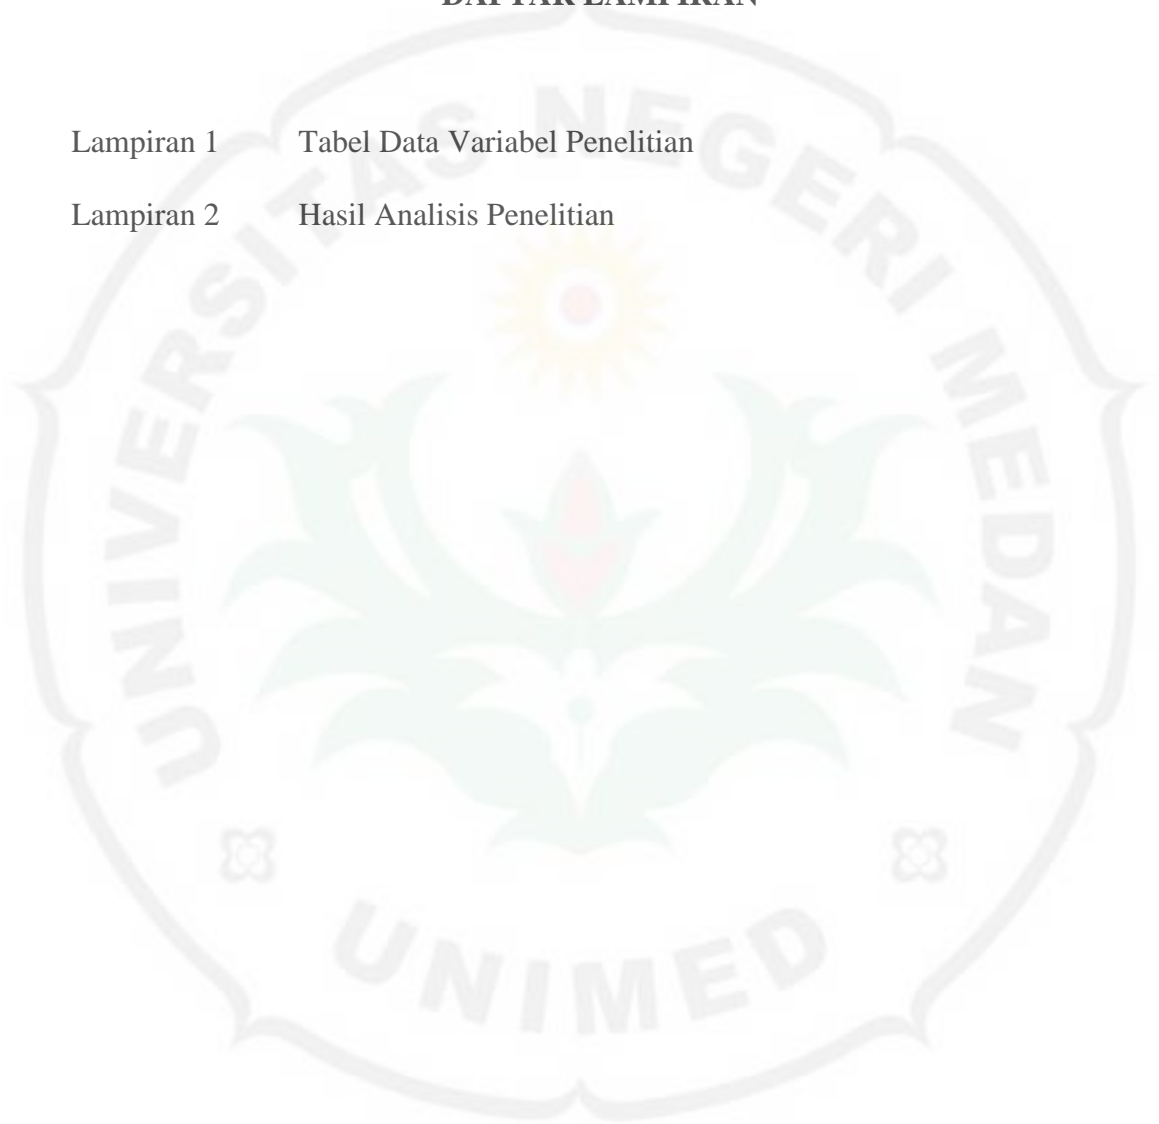 DAFTAR LAMPIRAN
Lampiran 1 Tabel Data Variabel Penelitian
Lampiran 2 Hasil Analisis Penelitian
UNIVERSITAS NEGERI MEDAN
UNIMED